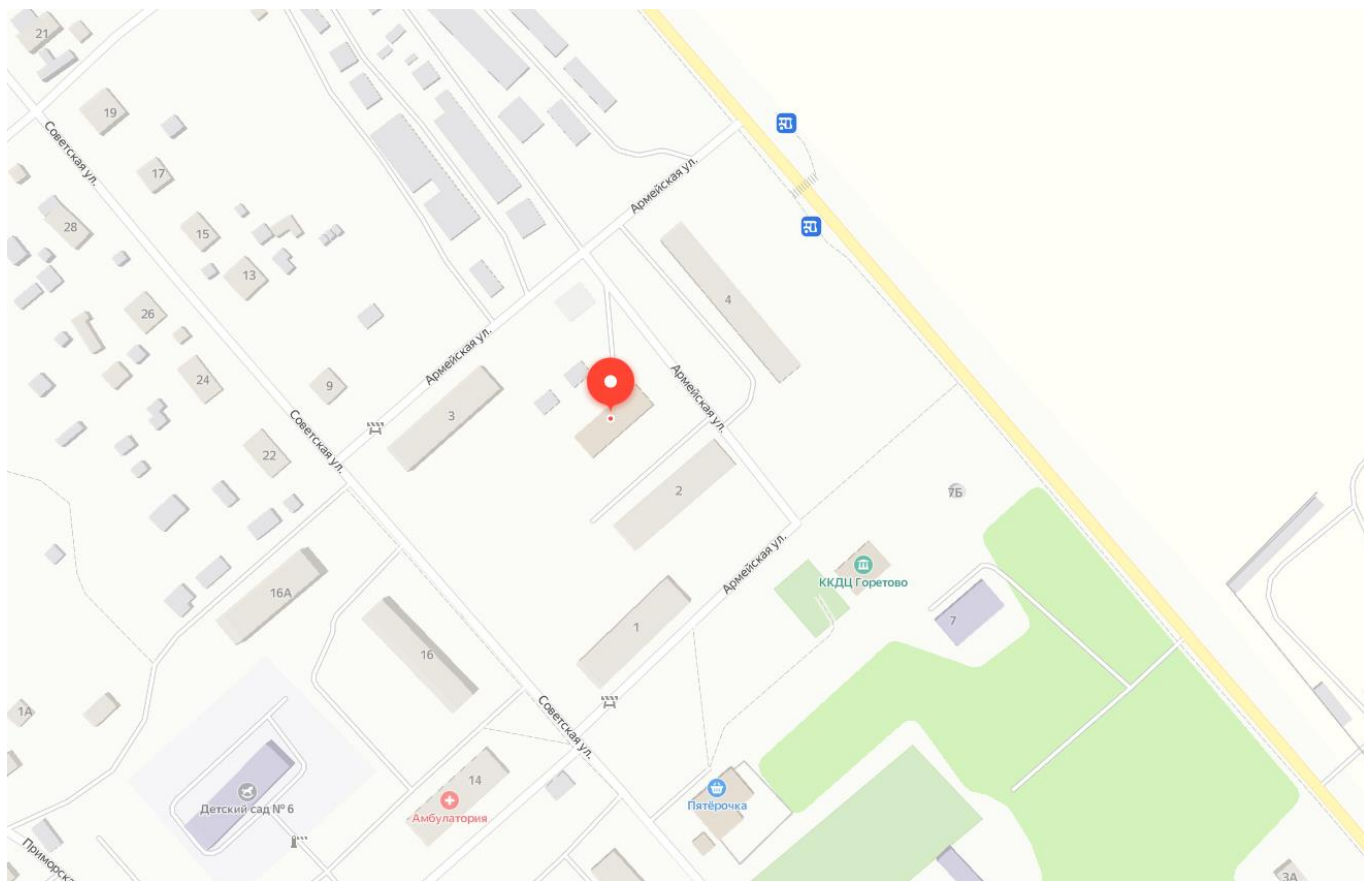 21
19
Советская ул.
17
28
15
13
26
24
9
22
Армейская ул.
4
Армейская ул.
3
Армейская ул.
Советская ул.
2
7Б
Армейская ул.
ККДЦ Горетово
7
16А
1
16
1А
Советская ул.
14
Амбулатория
Детский сад № 6
Пятёрочка
Приморска
3А